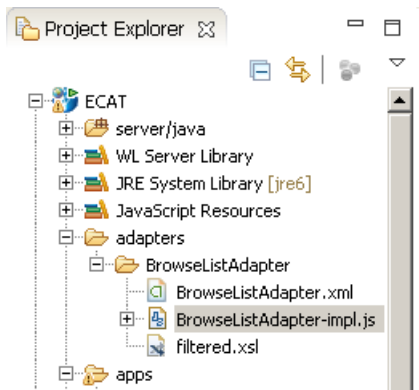 Project Explorer
ECAT
server/java
WL Server Library
JRE System Library [jre6]
JavaScript Resources
adapters
BrowseListAdapter
BrowseListAdapter.xml
BrowseListAdapter-impl.js
filtered.xsl
apps